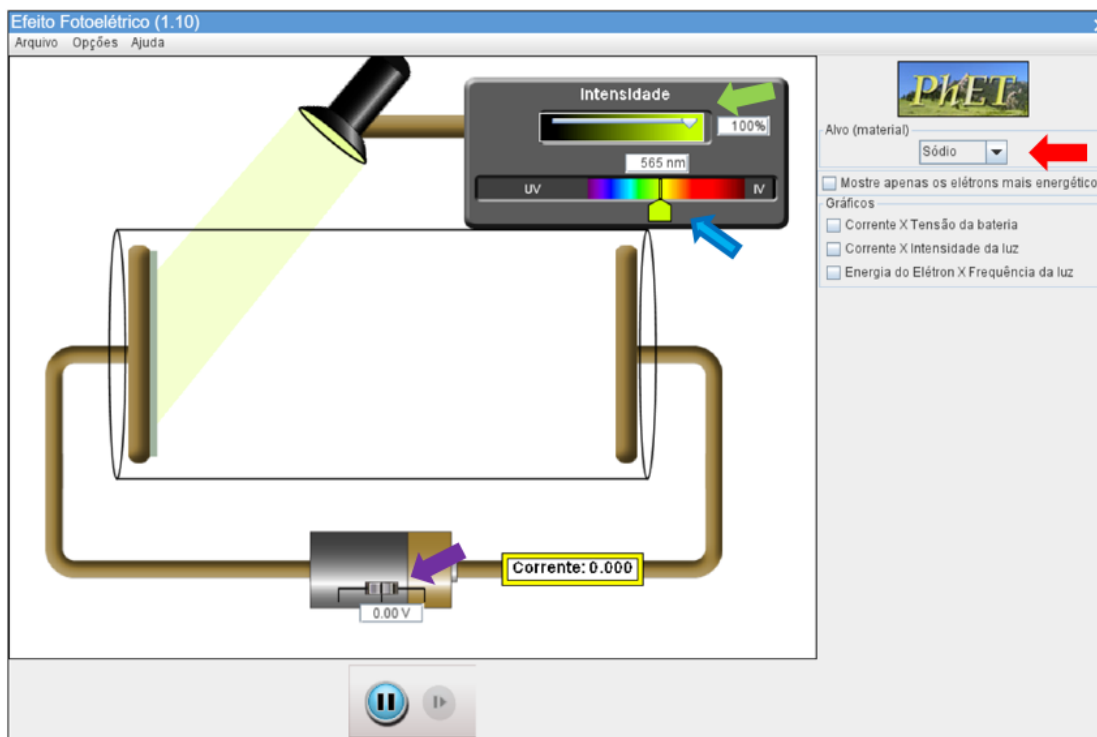 Efeito Fotoelétrico (1.10)
Arquivo Opções Ajuda
Intensidade
100%
565 nm
UV IV
Corrente: 0.000
0.00 V
PhET
Alvo (material)
Sódio
Mostre apenas os elétrons mais energético
Gráficos
Corrente X Tensão da bateria
Corrente X Intensidade da luz
Energia do Elétron X Frequência da luz